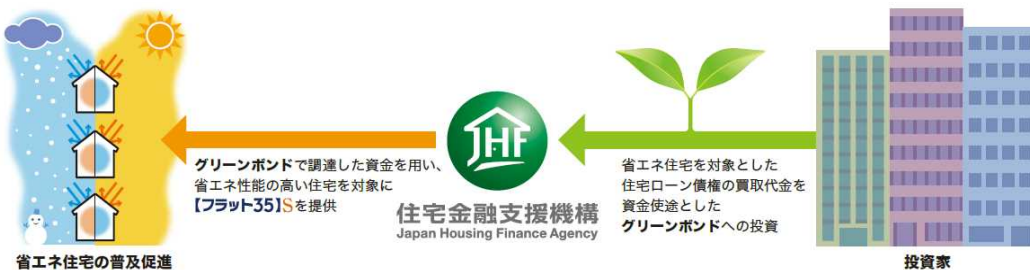 グリーンボンドで調達した資金を用い、
省エネ性能の高い住宅を対象に
【フラット35】Sを提供
省エネ住宅の普及促進
JHF
住宅金融支援機構
Japan Housing Finance Agency
省エネ住宅を対象とした
住宅ローン債権の買取代金を
資金使途とした
グリーンボンドへの投資
投資家